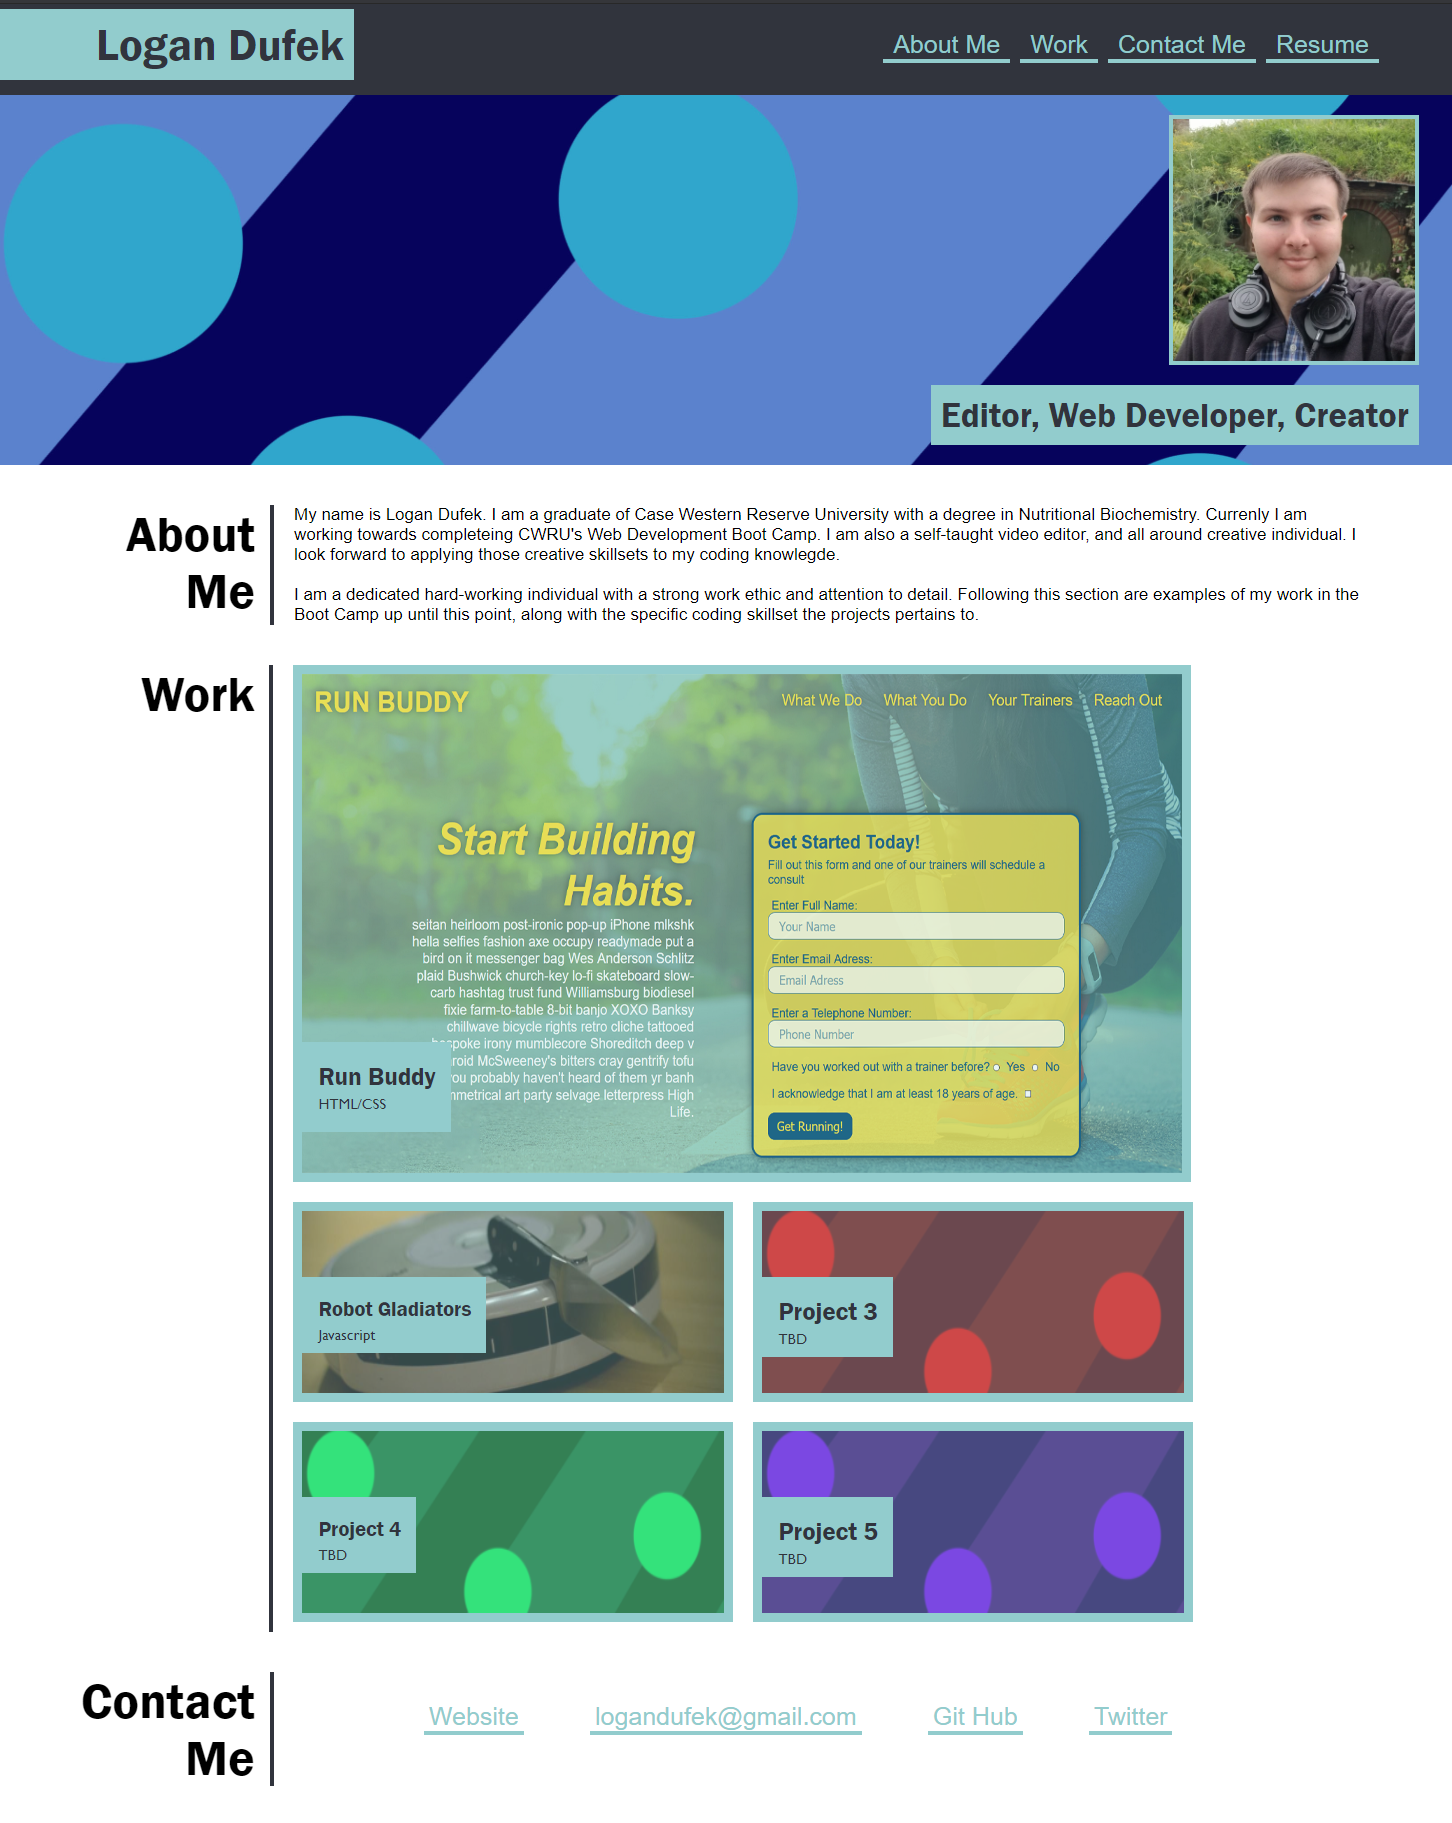 Logan Dufek
About Me Work Contact Me Resume
Editor, Web Developer, Creator
About
Me
My name is Logan Dufek. I am a graduate of Case Western Reserve University with a degree in Nutritional Biochemistry. Currenly I am
working towards completeing CWRU's Web Development Boot Camp. I am also a self-taught video editor, and all around creative individual. I
look forward to applying those creative skillsets to my coding knowlegde.
I am a dedicated hard-working individual with a strong work ethic and attention to detail. Following this section are examples of my work in the
Boot Camp up until this point, along with the specific coding skillset the projects pertains to.
Work
RUN BUDDY
What We Do What You Do Your Trainers Reach Out
Start Building
Habits.
seitan heirloom post-ironic pop-up iPhone mlkshk
hella selfies fashion axe occupy readymade put a
bird on it messenger bag Wes Anderson Schlitz
plaid Bushwick church-key lo-fi skateboard slow-
carb hashtag trust fund Williamsburg biodiesel
fixie farm-to-table 8-bit banjo XOXO Banksy
chillwave bicycle rights retro cliche tattooed
bespoke irony mumblecore Shoreditch deep v
McSweeney's bitters cray gentrify tofu
you probably haven't heard of them yr banh
art party selvage letterpress High
Life.
Get Started Today!
Fill out this form and one of our trainers will schedule a
consult
Enter Full Name:
Your Name
Enter Email Adress:
Email Adress
Enter a Telephone Number:
Phone Number
Have you worked out with a trainer before? Yes No
I acknowledge that I am at least 18 years of age.
Get Running!
Run Buddy
HTML/CSS
Robot Gladiators
Javascript
Project 3
TBD
Project 4
TBD
Project 5
TBD
Contact
Me
Website logandufek@gmail.com Git Hub Twitter